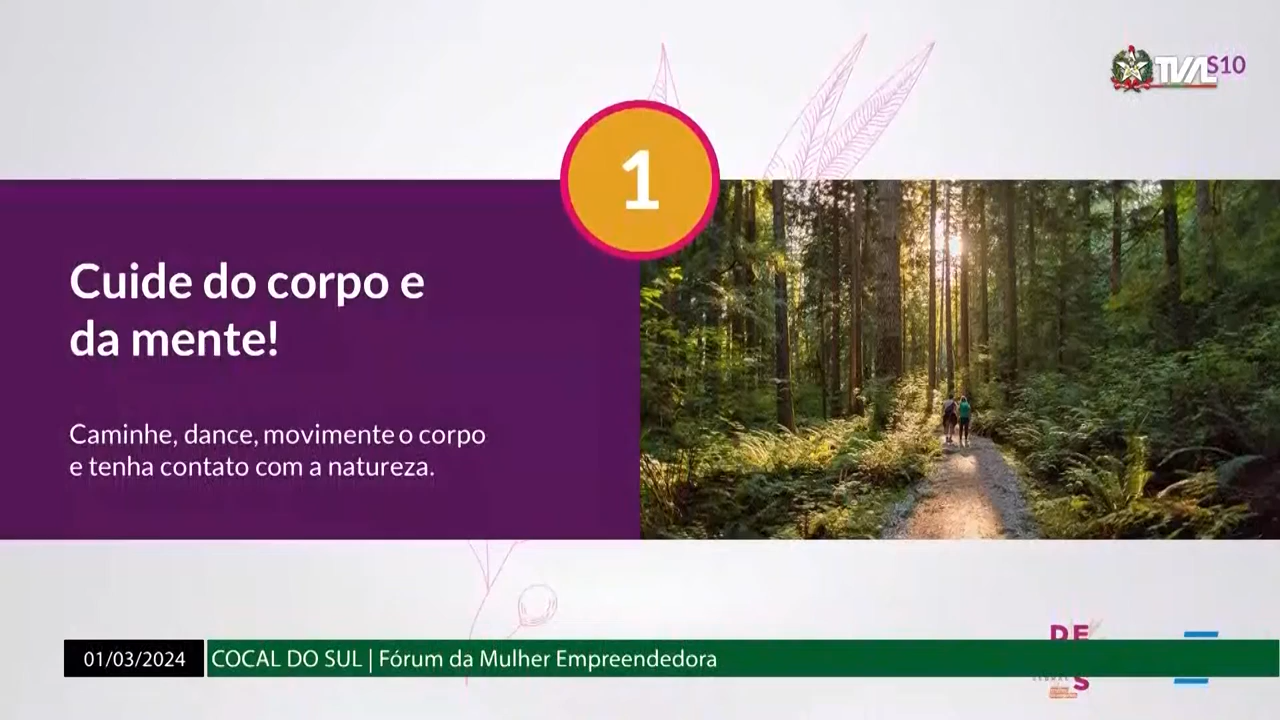 TVAL
S10
1
Cuide do corpo e
da mente!
Caminhe, dance, movimente o corpo
e tenha contato com a natureza.
DE
01/03/2024
COCAL DO SUL | Fórum da Mulher Empreendedora
S